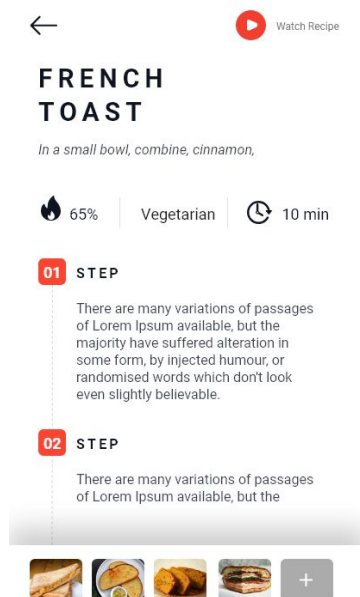 Watch Recipe
FRENCH
TOAST
In a small bowl, combine, cinnamon,
65%
Vegetarian
10 min
01 STEP
There are many variations of passages
of Lorem Ipsum available, but the
majority have suffered alteration in
some form, by injected humour, or
randomised words which don't look
even slightly believable.
02 STEP
There are many variations of passages
of Lorem Ipsum available, but the
+